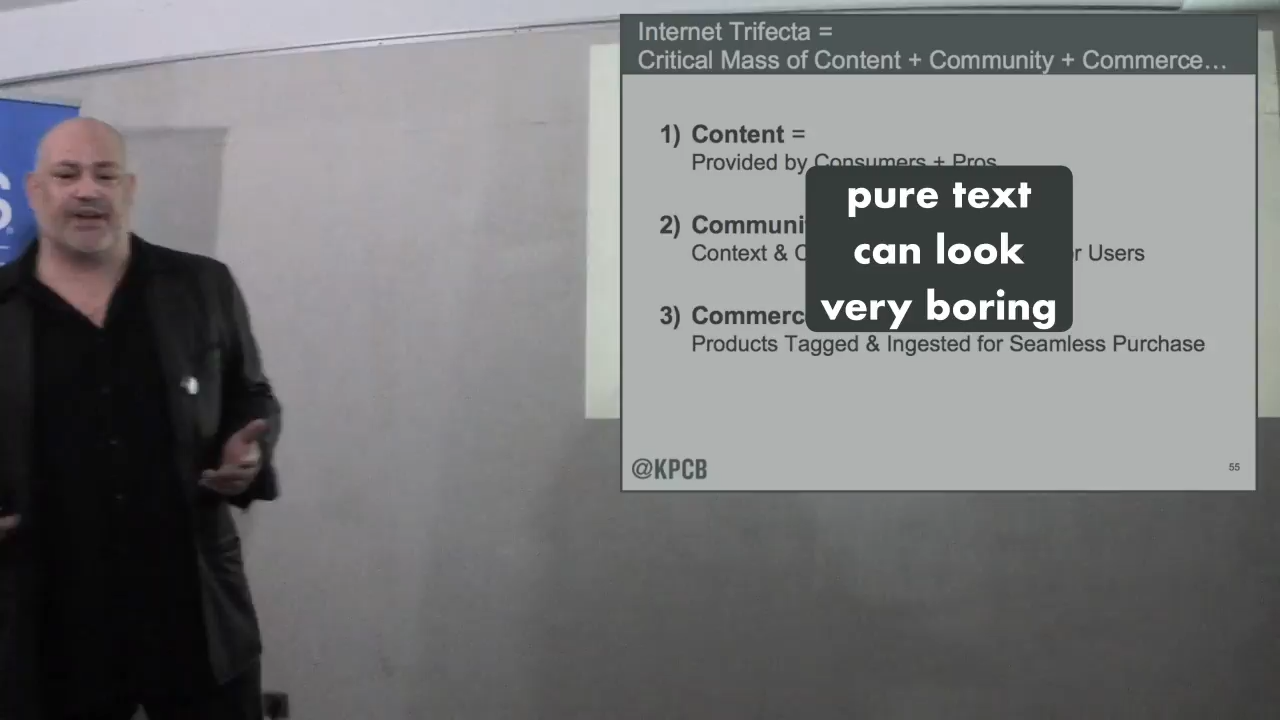 Internet Trifecta =
Critical Mass of Content + Community + Commerce…
1) Content =
Provided by Consumers + Pros
2) Communi
Context & C r Users
3) Commerc
Products Tagged & Ingested for Seamless Purchase
pure text
can look
very boring
@KPCB
55
S